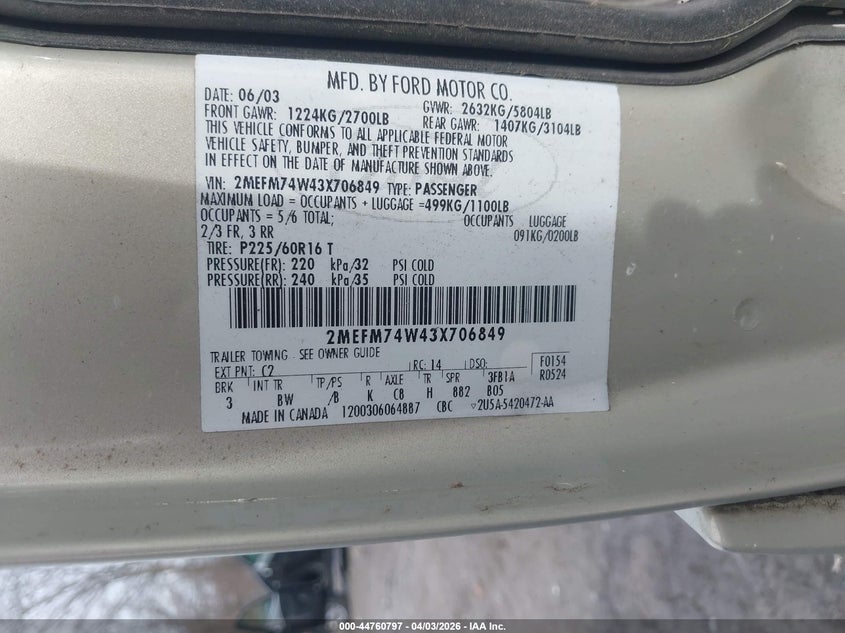 MFD. BY FORD MOTOR CO.
DATE: 06/03 GVWR: 2632KG/5804LB
FRONT GAWR: 1224KG/2700LB REAR GAWR: 1407KG/3104LB
THIS VEHICLE CONFORMS TO ALL APPLICABLE FEDERAL MOTOR
VEHICLE SAFETY, BUMPER, AND THEFT PREVENTION STANDARDS
IN EFFECT ON THE DATE OF MANUFACTURE SHOWN ABOVE.
VIN: 2MEFM74W43X706849 TYPE: PASSENGER
MAXIMUM LOAD = OCCUPANTS + LUGGAGE =499KG/1100LB
OCCUPANTS = 5/6 TOTAL; OCCUPANTS LUGGAGE
2/3 FR, 3 RR 091KG/0200LB
TIRE: P225/60R16 T
PRESSURE(FR): 220 kPa/32 PSI COLD
PRESSURE(RR): 240 kPa/35 PSI COLD
2MEFM74W43X706849
TRAILER TOWING - SEE OWNER GUIDE
EXT PNT: C2 RC: 14 DSO: F0154
BRK INT TR TP/PS R AXLE TR SPR 3FB1A R0524
3 BW /B K C8 H 882 B05
MADE IN CANADA 1200306064887 CBC 2U5A-5420472-AA
000-44760797 - 04/03/2026 - IAA Inc.